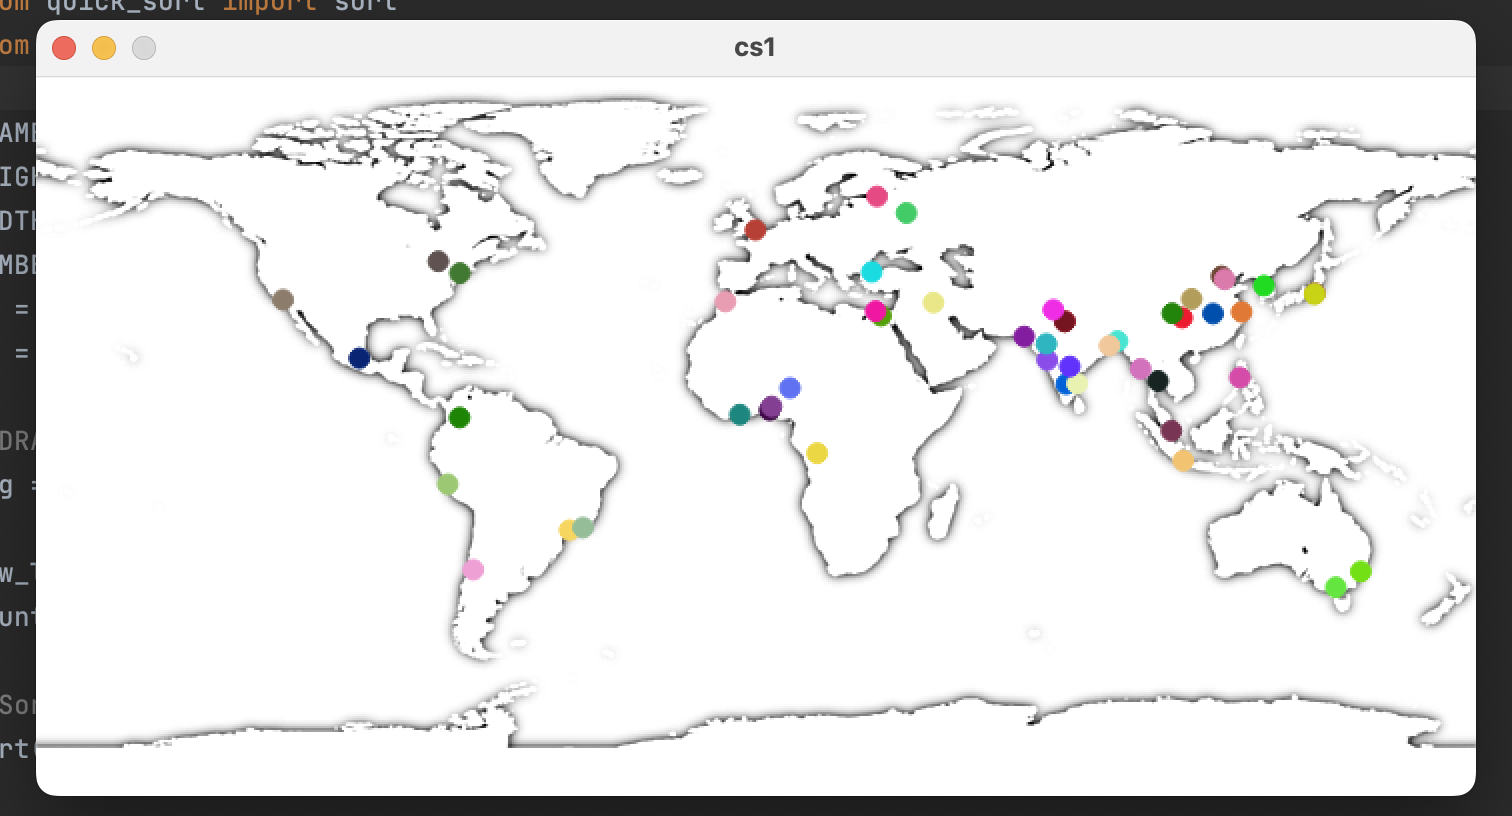 om quick_sort import sort
cs1
om
AME
IGH
DTH
MBE
=
=
DRA
g =
w_
unt
Sor
rt